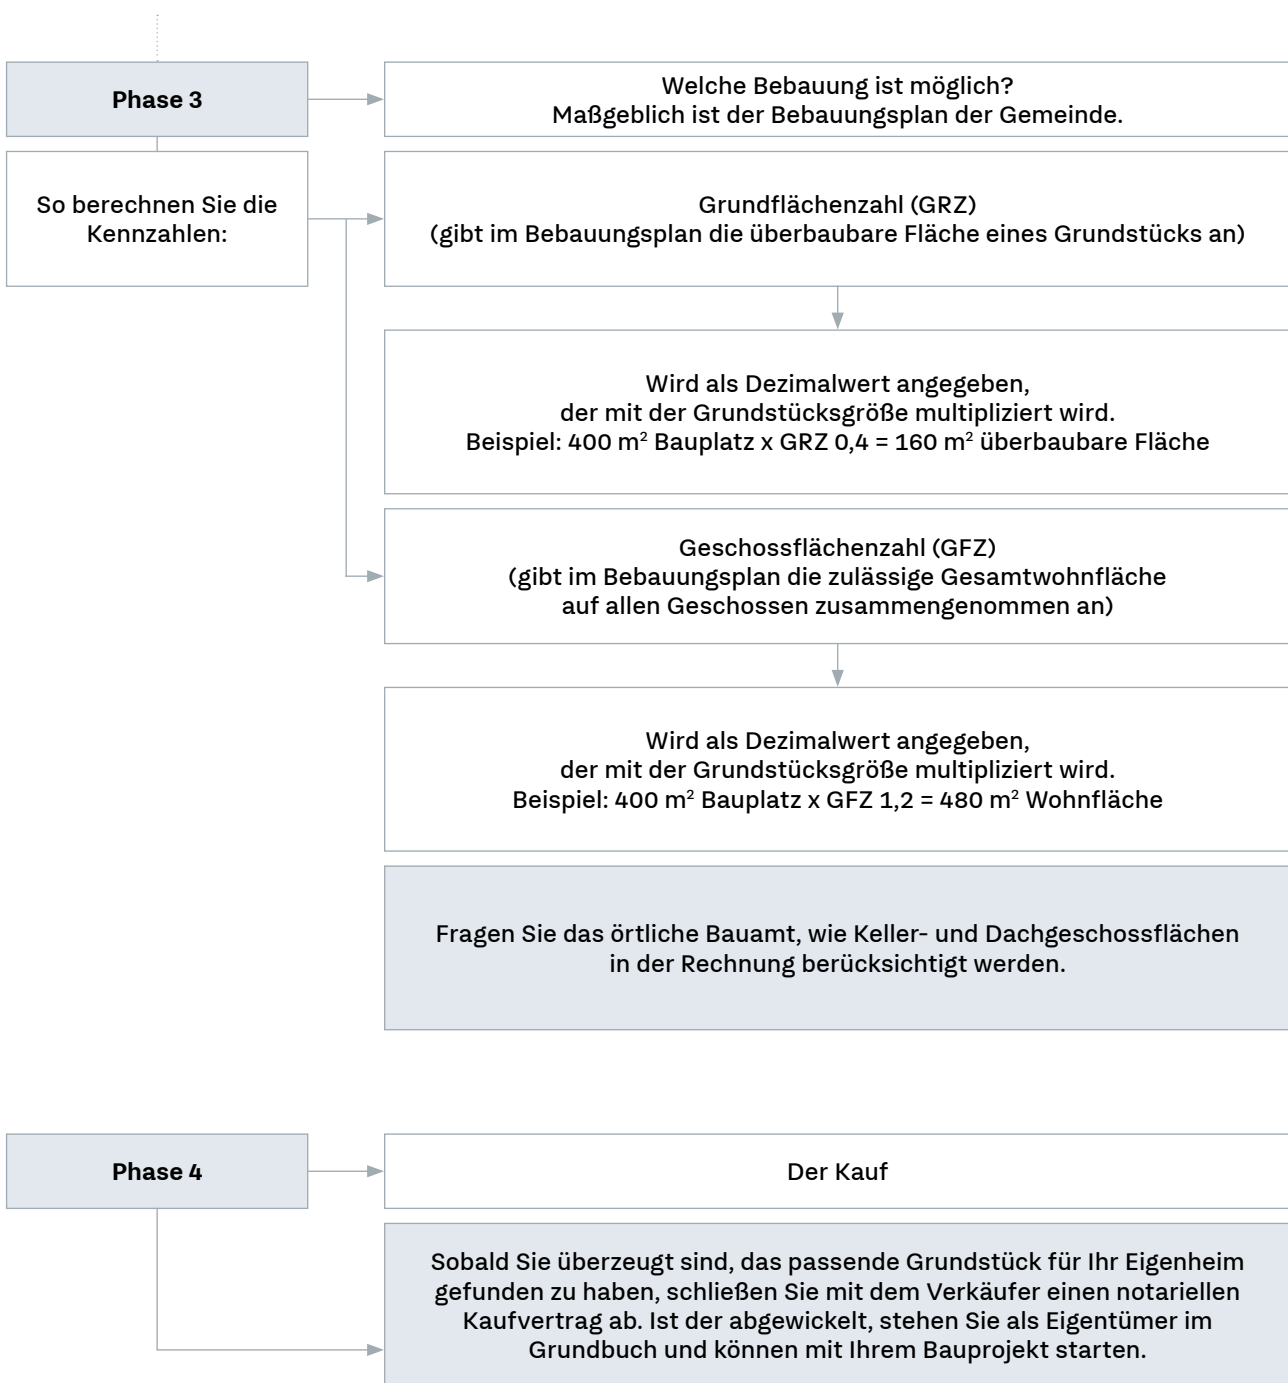 Phase 3
Welche Bebauung ist möglich?
Maßgeblich ist der Bebauungsplan der Gemeinde.
So berechnen Sie die
Kennzahlen:
Grundflächenzahl (GRZ)
(gibt im Bebauungsplan die überbaubare Fläche eines Grundstücks an)
Wird als Dezimalwert angegeben,
der mit der Grundstücksgröße multipliziert wird.
Beispiel: 400 m² Bauplatz x GRZ 0,4 = 160 m² überbaubare Fläche
Geschossflächenzahl (GFZ)
(gibt im Bebauungsplan die zulässige Gesamtwohnfläche
auf allen Geschossen zusammengenommen an)
Wird als Dezimalwert angegeben,
der mit der Grundstücksgröße multipliziert wird.
Beispiel: 400 m² Bauplatz x GFZ 1,2 = 480 m² Wohnfläche
Fragen Sie das örtliche Bauamt, wie Keller- und Dachgeschossflächen
in der Rechnung berücksichtigt werden.
Phase 4
Der Kauf
Sobald Sie überzeugt sind, das passende Grundstück für Ihr Eigenheim
gefunden zu haben, schließen Sie mit dem Verkäufer einen notariellen
Kaufvertrag ab. Ist der abgewickelt, stehen Sie als Eigentümer im
Grundbuch und können mit Ihrem Bauprojekt starten.